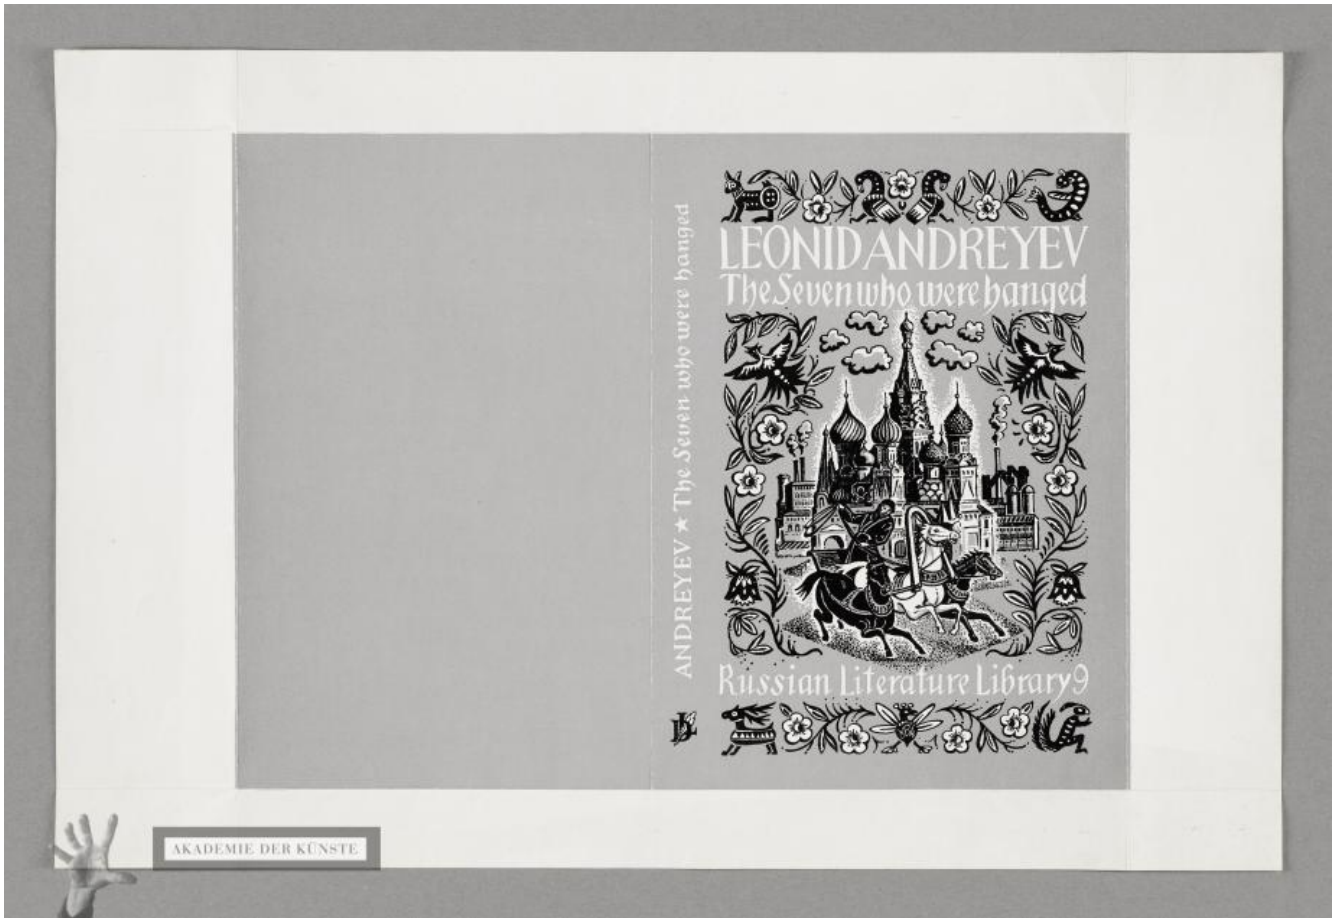 LEONID ANDREYEV
The Seven who were hanged
Russian Literature Library 9
ANDREYEV ★ The Seven who were hanged
AKADEMIE DER KÜNSTE